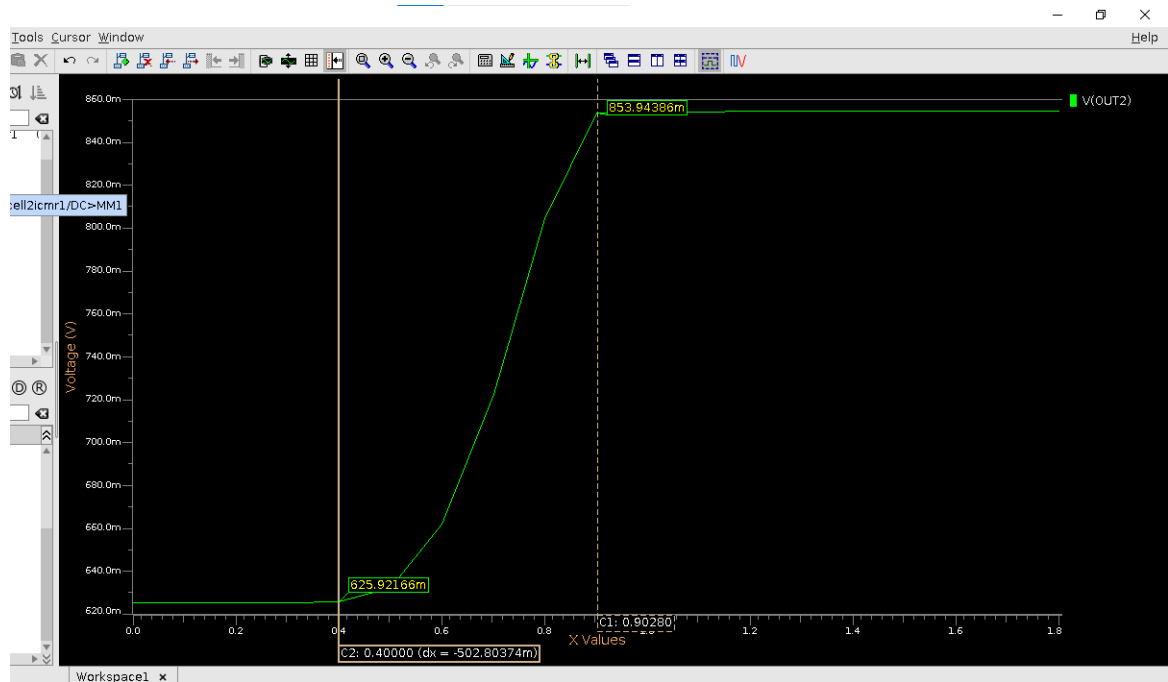 Tools Cursor Window
Help
860.0m
853.94386m
V(OUT2)
840.0m
820.0m
cell2icmr1/DC>MM1
800.0m
780.0m
760.0m
Voltage (V)
740.0m
D R
720.0m
700.0m
680.0m
660.0m
640.0m
625.92166m
620.0m
0.0 0.2 0.4 0.6 0.8 1.2 1.4 1.6 1.8
C1: 0.90280
X Values
C2: 0.40000 (dx = -502.80374m)
Workspace1 ×